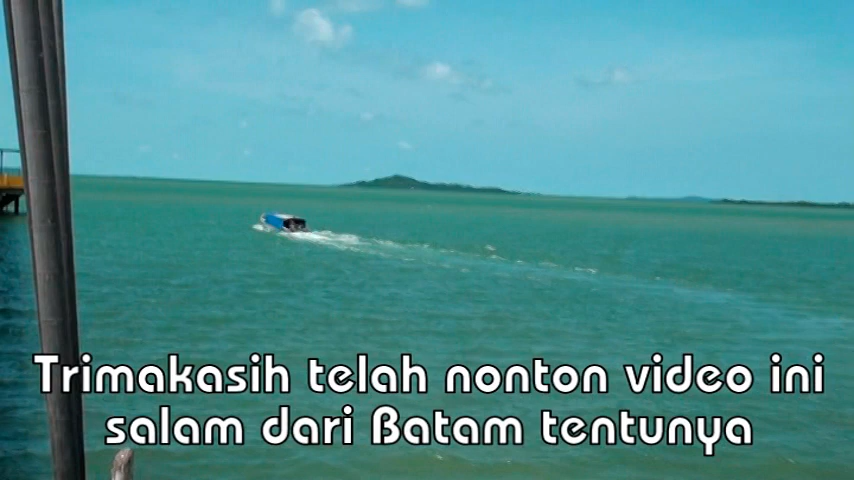 Trimakasih telah nonton video ini
salam dari Batam tentunya